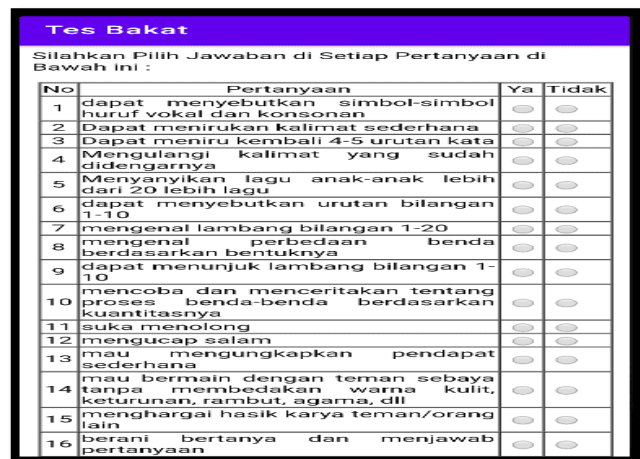 Tes Bakat
Silahkan Pilih Jawaban di Setiap Pertanyaan di
Bawah ini :
No Pertanyaan Ya Tidak
1 dapat menyebutkan simbol-simbol
huruf vokal dan konsonan
2 Dapat menirukan kalimat sederhana
3 Dapat meniru kembali 4-5 urutan kata
4 Mengulangi kalimat yang sudah
didengarnya
5 Menyanyikan lagu anak-anak lebih
dari 20 lebih lagu
6 dapat menyebutkan urutan bilangan
1-10
7 mengenal lambang bilangan 1-20
8 mengenal perbedaan benda
berdasarkan bentuknya
9 dapat menunjuk lambang bilangan 1-
10
10 mencoba dan menceritakan tentang
proses benda-benda berdasarkan
kuantitasnya
11 suka menolong
12 mengucap salam
13 mau mengungkapkan pendapat
sederhana
14 mau bermain dengan teman sebaya
tanpa membedakan warna kulit,
keturunan, rambut, agama, dll
15 menghargai hasik karya teman/orang
lain
16 berani bertanya dan menjawab
pertanyaan